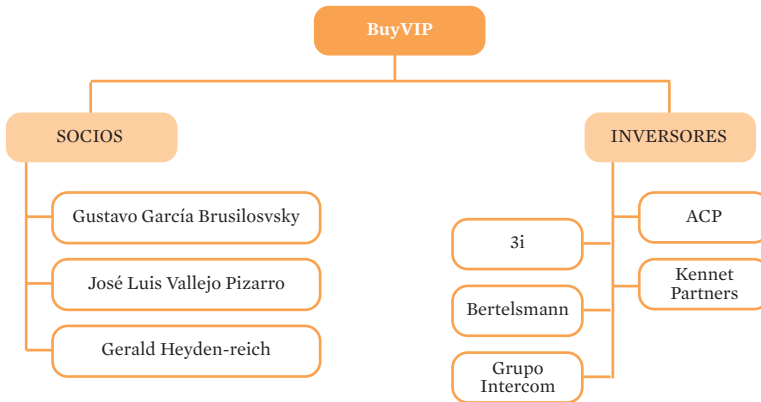 BuyVIP
SOCIOS
Gustavo García Brusilosvsky
José Luis Vallejo Pizarro
Gerald Heyden-reich
INVERSORES
3i
Bertelsmann
Grupo
Intercom
ACP
Kennet
Partners